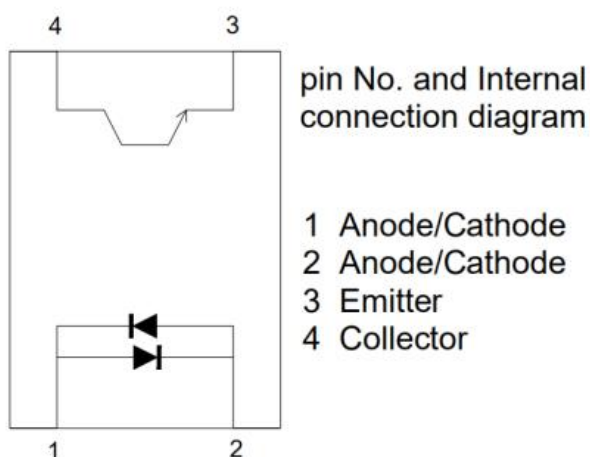 4 3
pin No. and Internal
connection diagram
1 Anode/Cathode
2 Anode/Cathode
3 Emitter
4 Collector
1 2